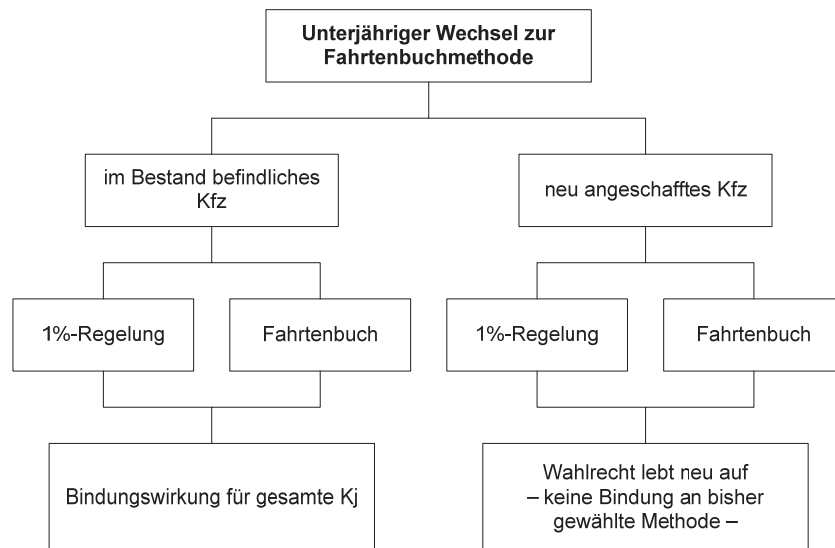 Unterjähriger Wechsel zur
Fahrtenbuchmethode
im Bestand befindliches
Kfz
neu angeschafftes Kfz
1%-Regelung
Fahrtenbuch
1%-Regelung
Fahrtenbuch
Bindungswirkung für gesamte Kj
Wahlrecht lebt neu auf
– keine Bindung an bisher
gewählte Methode –